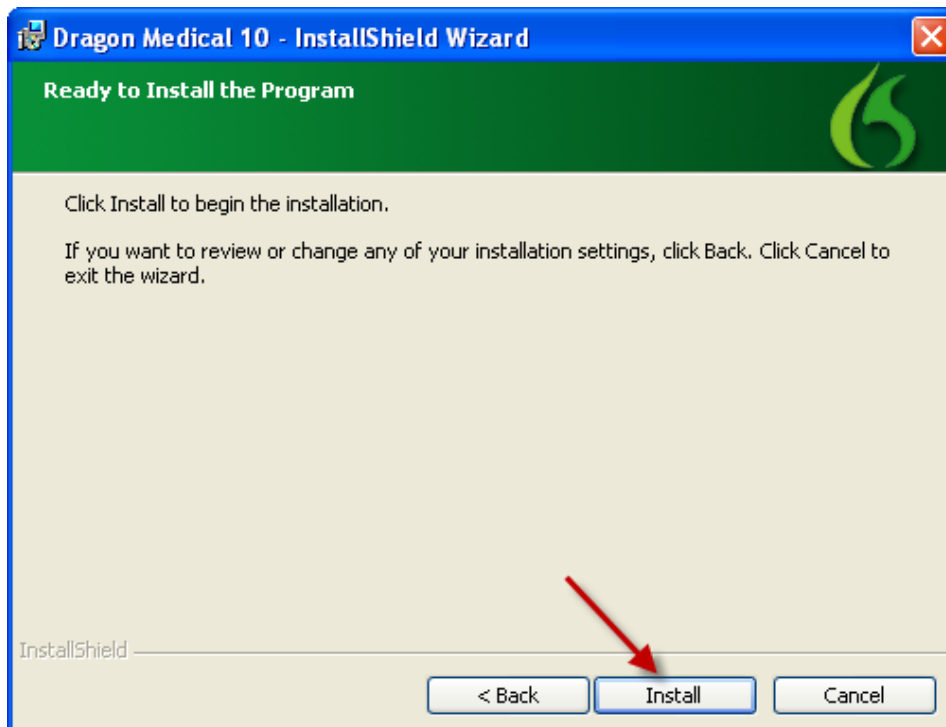 Dragon Medical 10 - InstallShield Wizard
Ready to Install the Program
Click Install to begin the installation.
If you want to review or change any of your installation settings, click Back. Click Cancel to
exit the wizard.
InstallShield
< Back
Install
Cancel